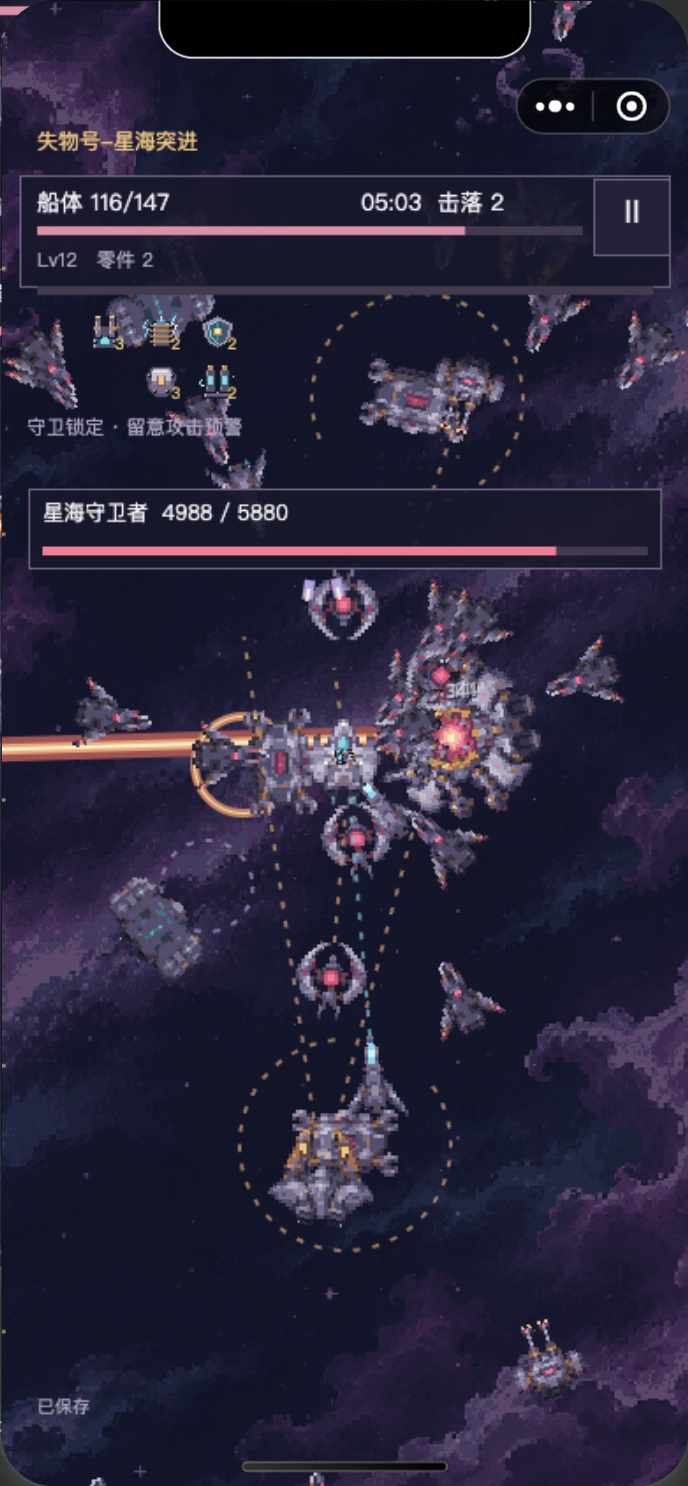 失物号–星海突进
船体 116/147 05:03 击落 2
Lv12 零件 2
3 2 2
3 2
守卫锁定 · 留意攻击预警
星海守卫者 4988 / 5880
已保存